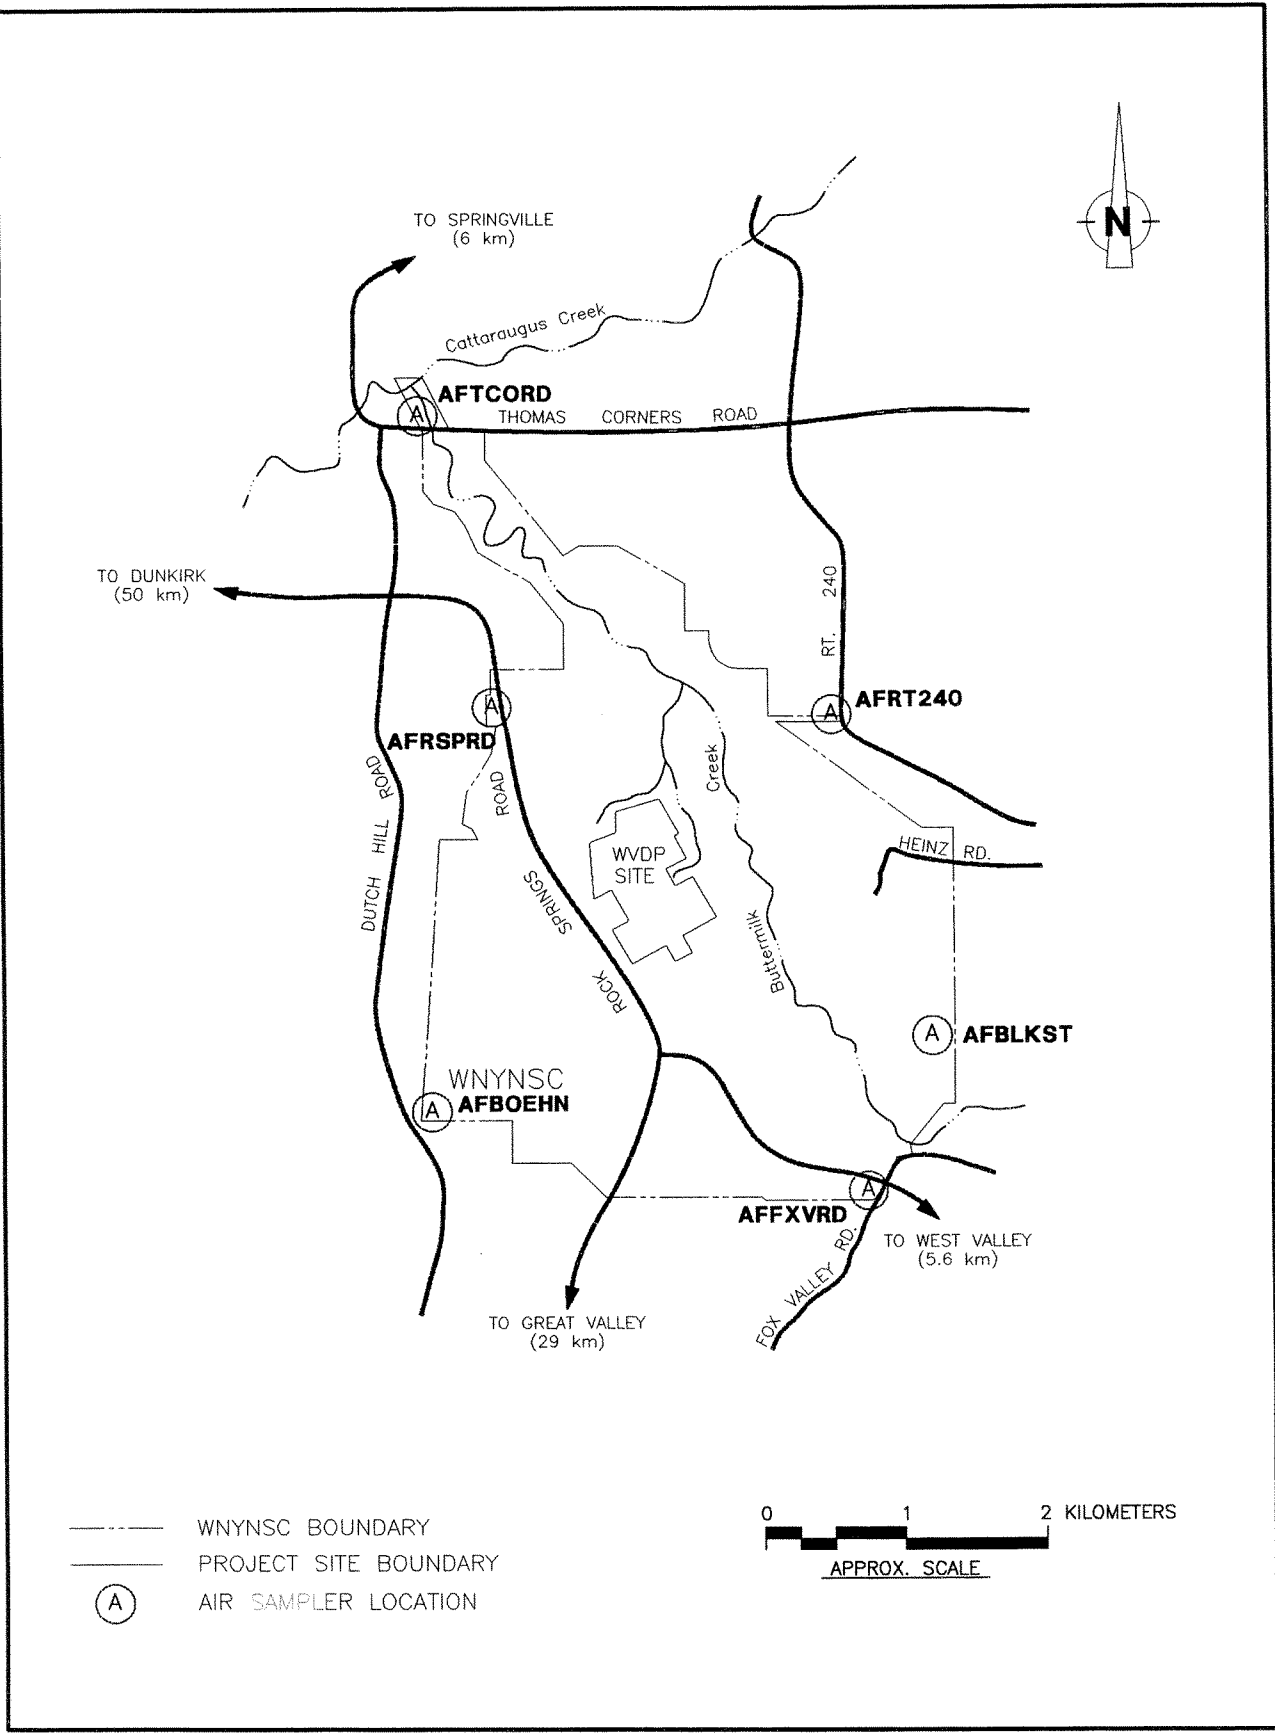 N
TO SPRINGVILLE
(6 km)
Cattaraugus Creek
AFTCORD
A
THOMAS CORNERS ROAD
TO DUNKIRK
(50 km)
RT. 240
A
AFRT240
A
AFRSPRD
DUTCH HILL ROAD
ROCK SPRINGS ROAD
Buttermilk Creek
WVDP
SITE
HEINZ RD.
A
AFBLKST
WNYNSC
A
AFBOEHN
A
AFFXVRD
FOX VALLEY RD.
TO WEST VALLEY
(5.6 km)
TO GREAT VALLEY
(29 km)
WNYNSC BOUNDARY
PROJECT SITE BOUNDARY
A
AIR SAMPLER LOCATION
0 1 2 KILOMETERS
APPROX. SCALE